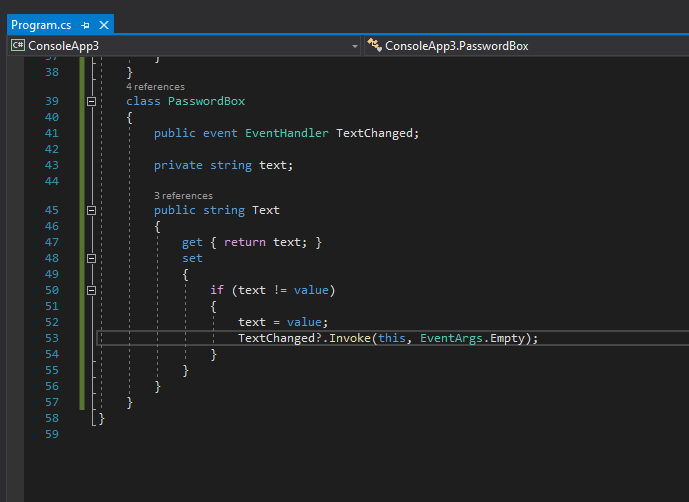 Program.cs
C# ConsoleApp3
ConsoleApp3.PasswordBox
37 }
38 }
4 references
39 class PasswordBox
40 {
41 public event EventHandler TextChanged;
42
43 private string text;
44
3 references
45 public string Text
46 {
47 get { return text; }
48 set
49 {
50 if (text != value)
51 {
52 text = value;
53 TextChanged?.Invoke(this, EventArgs.Empty);
54 }
55 }
56 }
57 }
58 }
59